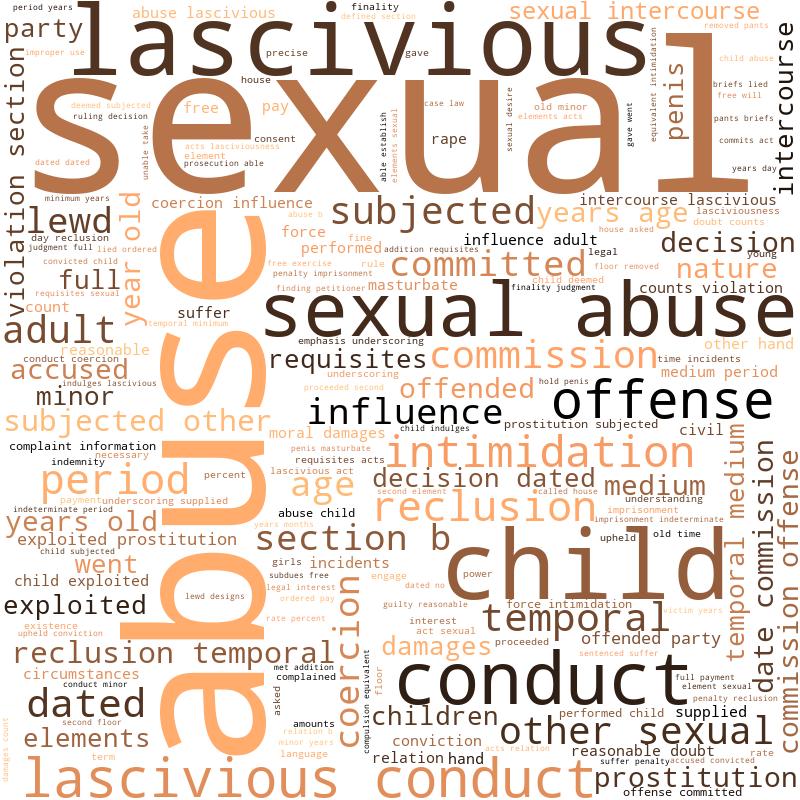 period years
abuse lascivious
finality
defined section
sexual intercourse
party
lascivious
removed pants
improper use
precise
gave
child abuse
house
sexual
violation section
deemed subjected
ruling decision
free
pay
case law
old minor
elements acts
rape
consent
penis
equivalent intimidation
briefs lied
free will
pants briefs
commits act
years day
intercourse
unable take
acts lasciviousness
element
prosecution able
able establish
elements sexual
sexual desire
gave went
dated dated
minimum years
coercion influence
intercourse lascivious
lewd
year old
abuse
abuse b
subjected
years age
lasciviousness
doubt counts
day reclusion
judgment full
lied ordered
force
fine
performed
addition requisites
influence adult
house asked
legal
decision
young
convicted child
free exercise
rule
committed
floor removed
full
penalty imprisonment
child deemed
nature
requisites sexual
finding petitioner
masturbate
finality judgment
counts violation
count
suffer
sexual abuse
adult
temporal minimum
reasonable
emphasis underscoring
other hand
conduct coercion
requisites
commission
time incidents
accused
underscoring
medium period
indulges lascivious
proceeded second
offended
hold penis
minor
influence
child indulges
offense
subjected other
prostitution subjected
civil
moral damages
complaint information
necessary
penis masturbate
intimidation
indemnity
requisites acts
period
percent
lascivious act
decision dated
age
second element
called house
medium
understanding
payment
underscoring supplied
reclusion
imprisonment
indeterminate period
abuse child
imprisonment indeterminate
years old
years months
exploited prostitution
section b
upheld
old time
child subjected
girls
incidents
child
went
subdues free
engage
power
child exploited
legal interest
dated no
temporal medium
date commission
commission offense
exploited
lewd designs
ordered pay
guilty reasonable
force intimidation
victim years
existence
rate percent
interest
temporal
upheld conviction
act sexual
offended party
coercion
damages
proceeded
reclusion temporal
sentenced suffer
met addition
circumstances
complained
compulsion equivalent
floor
conduct
full payment
conduct minor
element sexual
dated
asked
penalty reclusion
second floor
amounts
children
performed child
supplied
damages count
elements
relation b
other sexual
minor years
conviction
acts relation
reasonable doubt
rate
term
language
relation
hand
suffer penalty
accused convicted
lascivious conduct
prostitution
offense committed